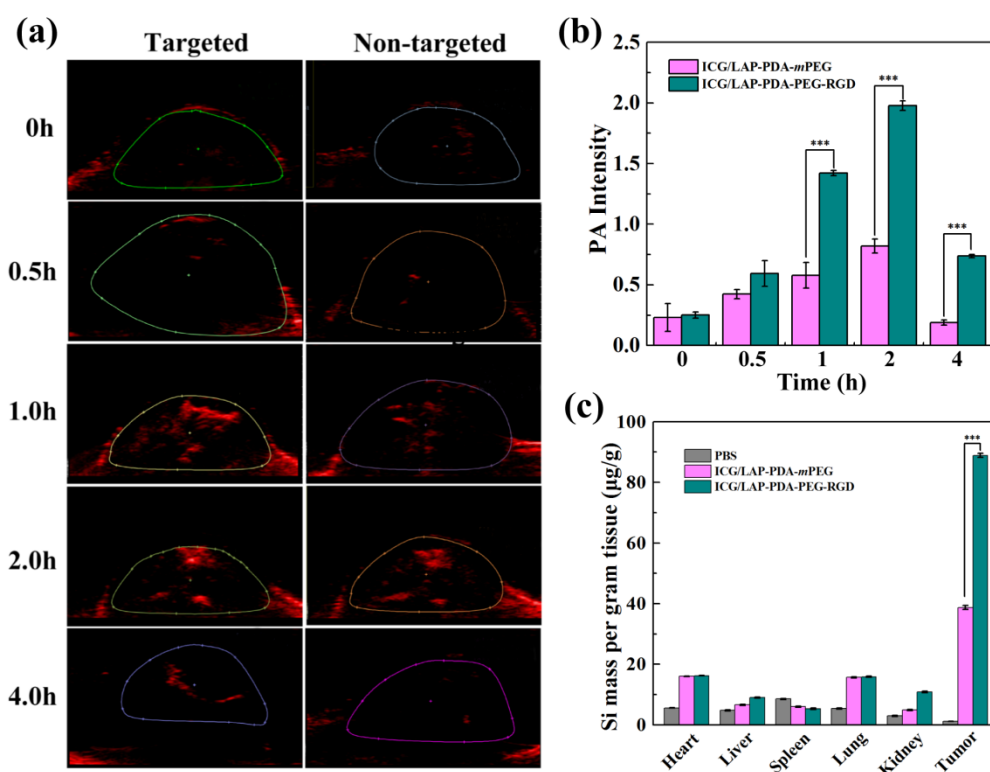 (a)
Targeted Non-targeted
0h
0.5h
1.0h
2.0h
4.0h
(b)
2.5
2.0
1.5
1.0
0.5
0.0
PA Intensity
ICG/LAP-PDA-mPEG
ICG/LAP-PDA-PEG-RGD
***
***
***
0 0.5 1 2 4
Time (h)
(c)
100
80
60
40
20
0
Si mass per gram tissue (μg/g)
PBS
ICG/LAP-PDA-mPEG
ICG/LAP-PDA-PEG-RGD
***
Heart Liver Spleen Lung Kidney Tumor